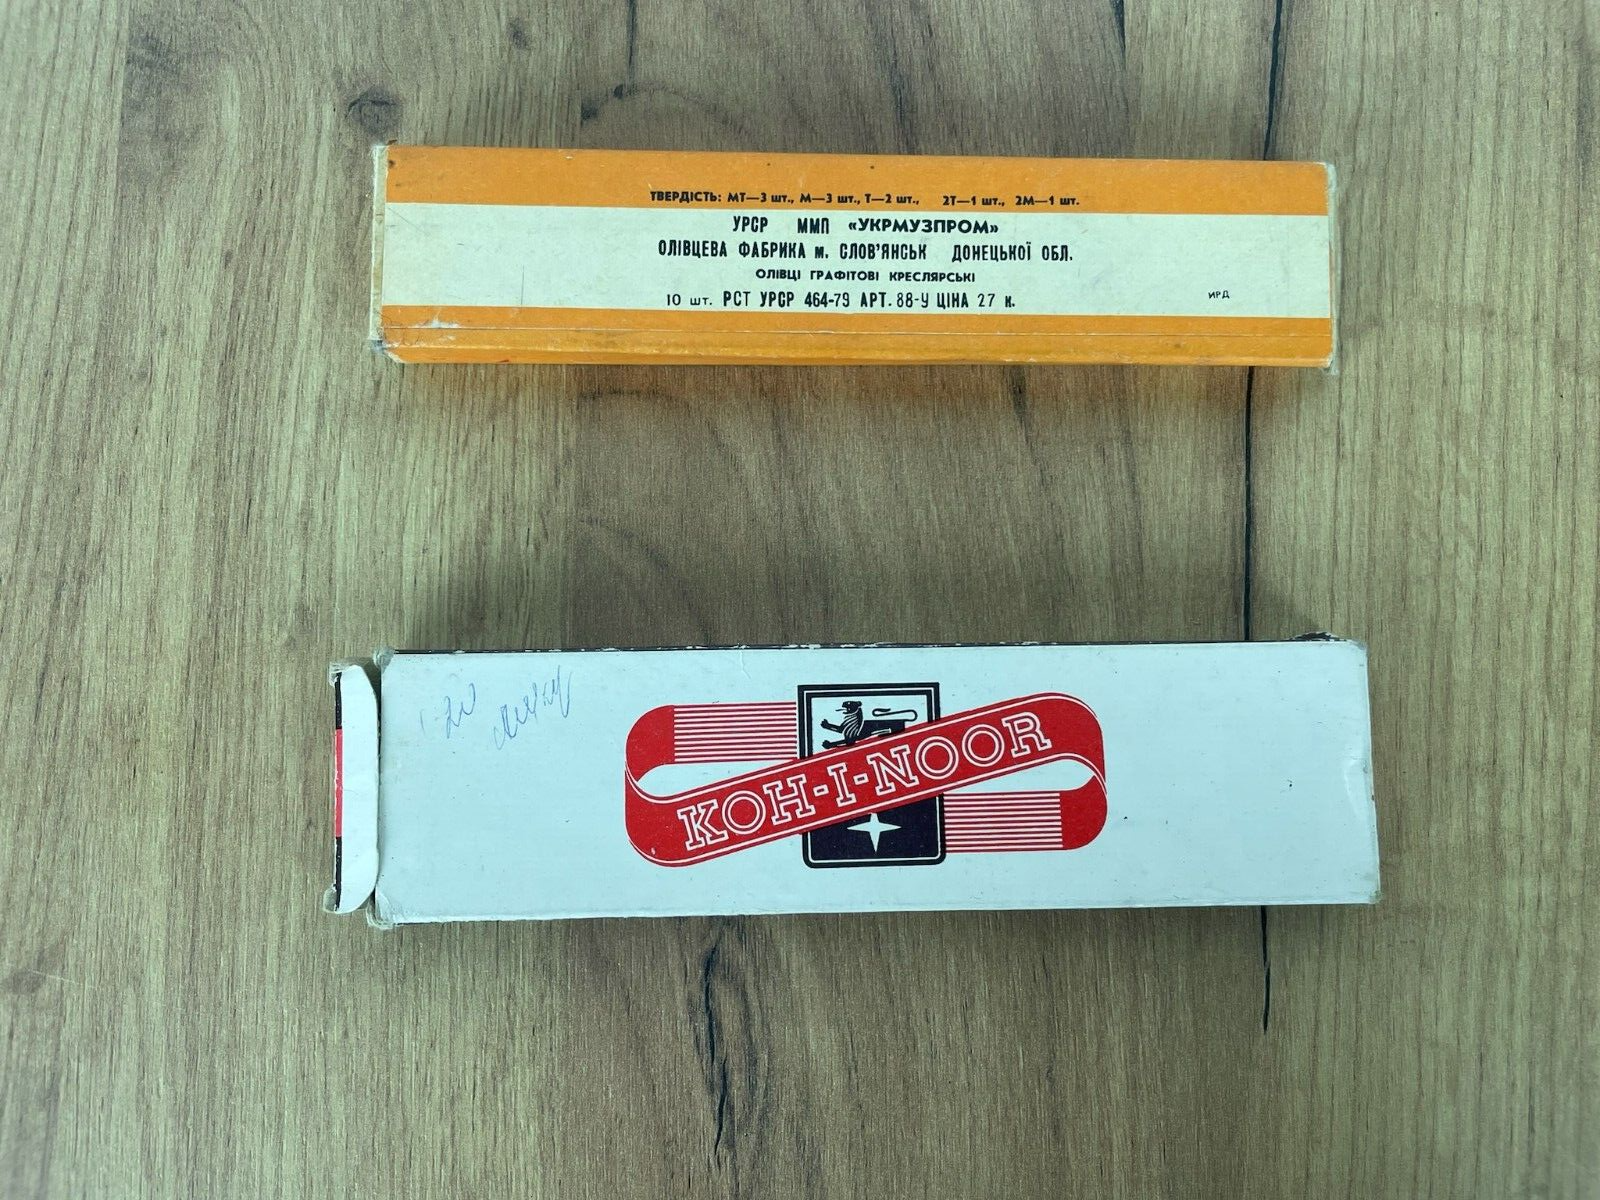 ТВЕРДІСТЬ: МТ—3 шт., М—3 шт., Т—2 шт., 2Т—1 шт., 2М—1 шт.
УРСР ММП «УКРМУЗПРОМ»
ОЛІВЦЕВА ФАБРИКА м. СЛОВ'ЯНСЬК ДОНЕЦЬКОЇ ОБЛ.
ОЛІВЦІ ГРАФІТОВІ КРЕСЛЯРСЬКІ
10 шт. РСТ УРСР 464-79 АРТ. 88-У ЦІНА 27 к.
ИРД
KOH-I-NOOR